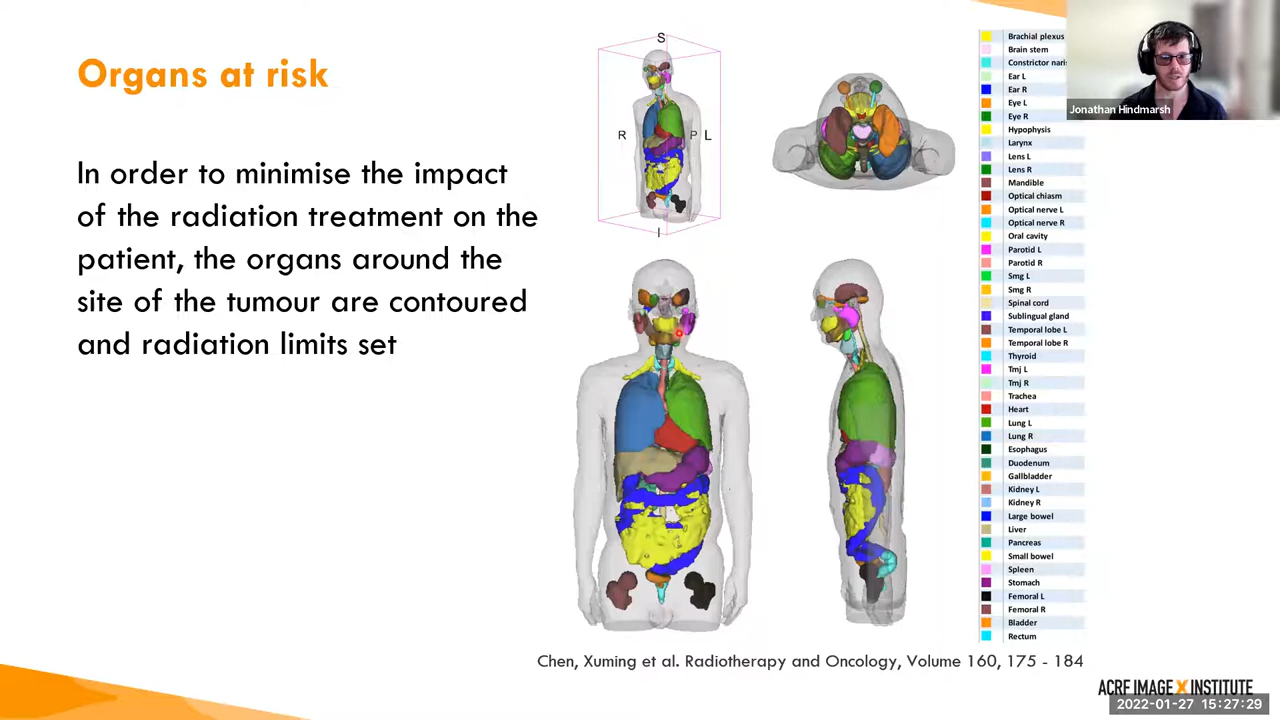 Organs at risk
In order to minimise the impact
of the radiation treatment on the
patient, the organs around the
site of the tumour are contoured
and radiation limits set
S
R
P
L
I
Brachial plexus
Brain stem
Constrictor naris
Ear L
Ear R
Eye L
Eye R
Hypophysis
Larynx
Lens L
Lens R
Mandible
Optical chiasm
Optical nerve L
Optical nerve R
Oral cavity
Parotid L
Parotid R
Smg L
Smg R
Spinal cord
Sublingual gland
Temporal lobe L
Temporal lobe R
Thyroid
Tmj L
Tmj R
Trachea
Heart
Lung L
Lung R
Esophagus
Duodenum
Gallbladder
Kidney L
Kidney R
Large bowel
Liver
Pancreas
Small bowel
Spleen
Stomach
Femoral L
Femoral R
Bladder
Rectum
Jonathan Hindmarsh
Chen, Xuming et al. Radiotherapy and Oncology, Volume 160, 175 - 184
ACRF IMAGE X INSTITUTE
2022-01-27 15:27:29